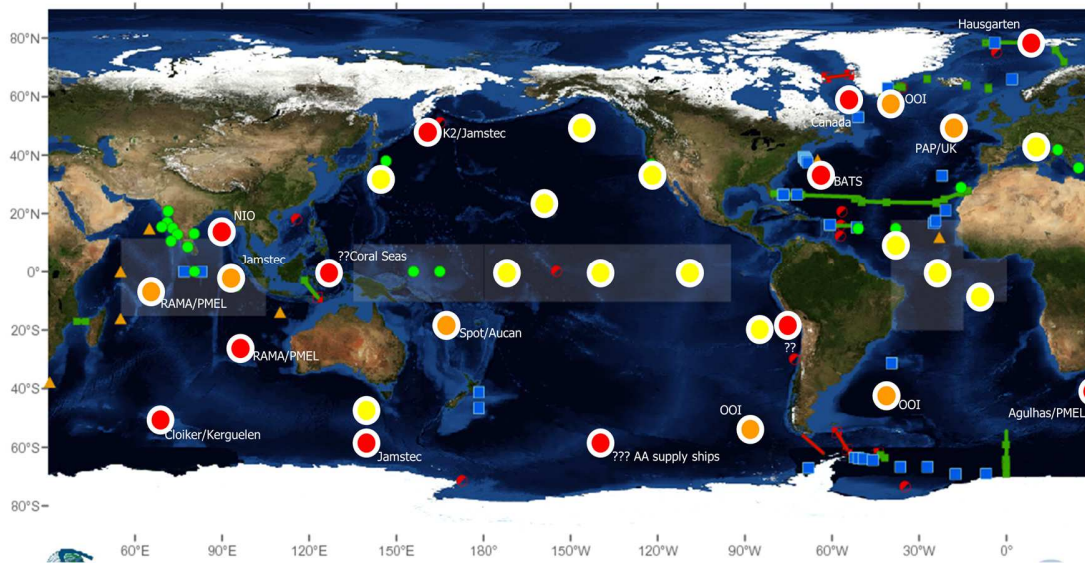 Hausgarten
80°N
60°N
OOI
Canada
K2/Jamstec
PAP/UK
40°N
BATS
20°N
NIO
Jamstec
??Coral Seas
0°
RAMA/PMEL
20°S
Spot/Aucan
??
RAMA/PMEL
40°S
OOI
OOI
Agulhas/PMEL
Cloiker/Kerguelen
60°S
Jamstec
??? AA supply ships
80°S
60°E 90°E 120°E 150°E 180° 150°W 120°W 90°W 60°W 30°W 0°